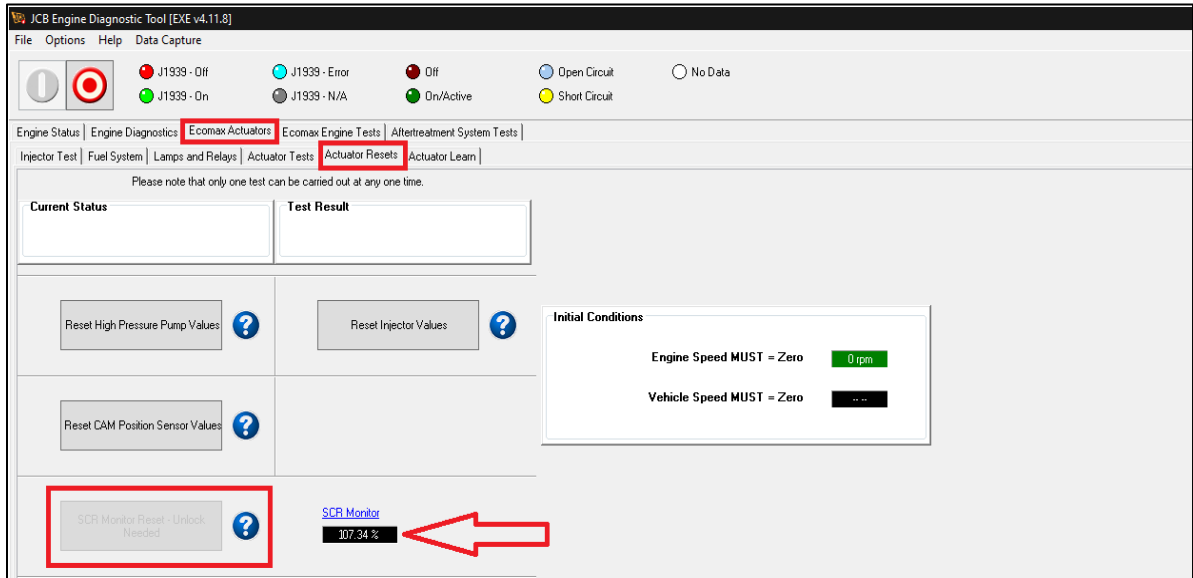 JCB Engine Diagnostic Tool [EXE v4.11.8]
File Options Help Data Capture
J1939 - Off J1939 - Error Off Open Circuit No Data
J1939 - On J1939 - N/A On/Active Short Circuit
Engine Status Engine Diagnostics Ecomax Actuators Ecomax Engine Tests Aftertreatment System Tests
Injector Test Fuel System Lamps and Relays Actuator Tests Actuator Resets Actuator Learn
Please note that only one test can be carried out at any one time.
Current Status Test Result
Reset High Pressure Pump Values ? Reset Injector Values ?
Initial Conditions
Engine Speed MUST = Zero 0 rpm
Vehicle Speed MUST = Zero -- --
Reset CAM Position Sensor Values ?
SCR Monitor Reset - Unlock
Needed
?
SCR Monitor
107.34 %